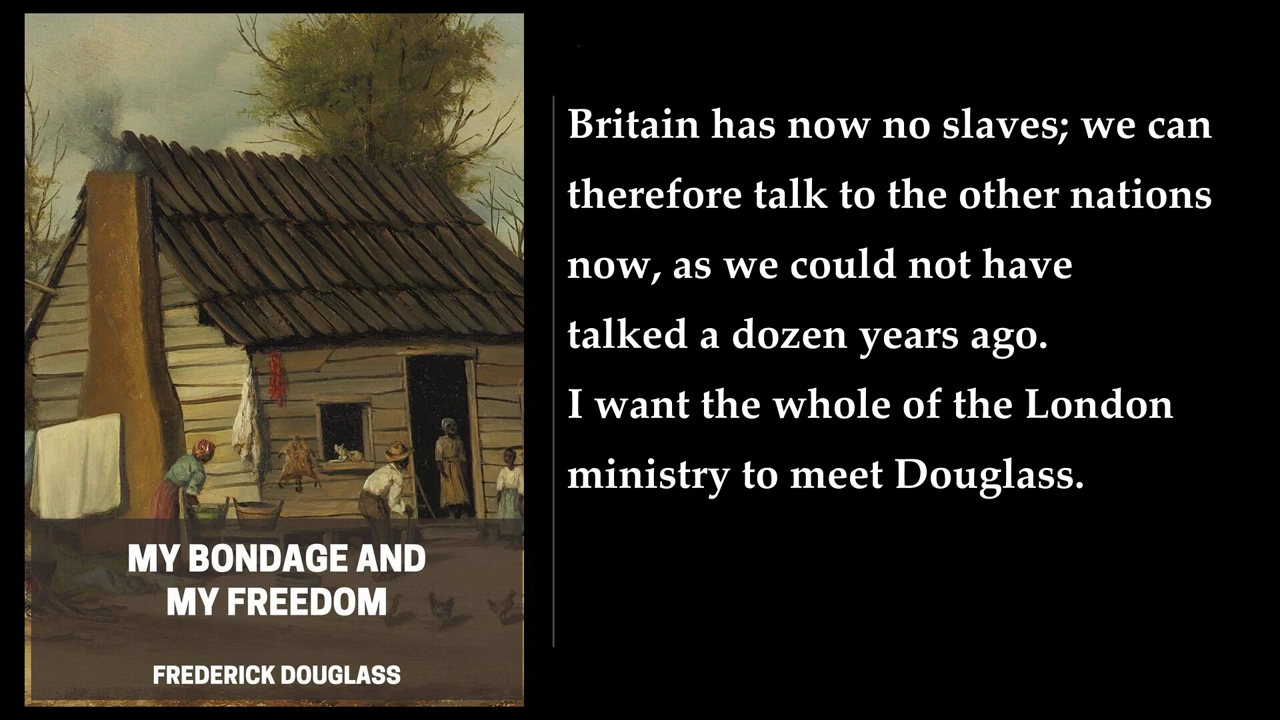 MY BONDAGE AND
MY FREEDOM
FREDERICK DOUGLASS
Britain has now no slaves; we can
therefore talk to the other nations
now, as we could not have
talked a dozen years ago.
I want the whole of the London
ministry to meet Douglass.